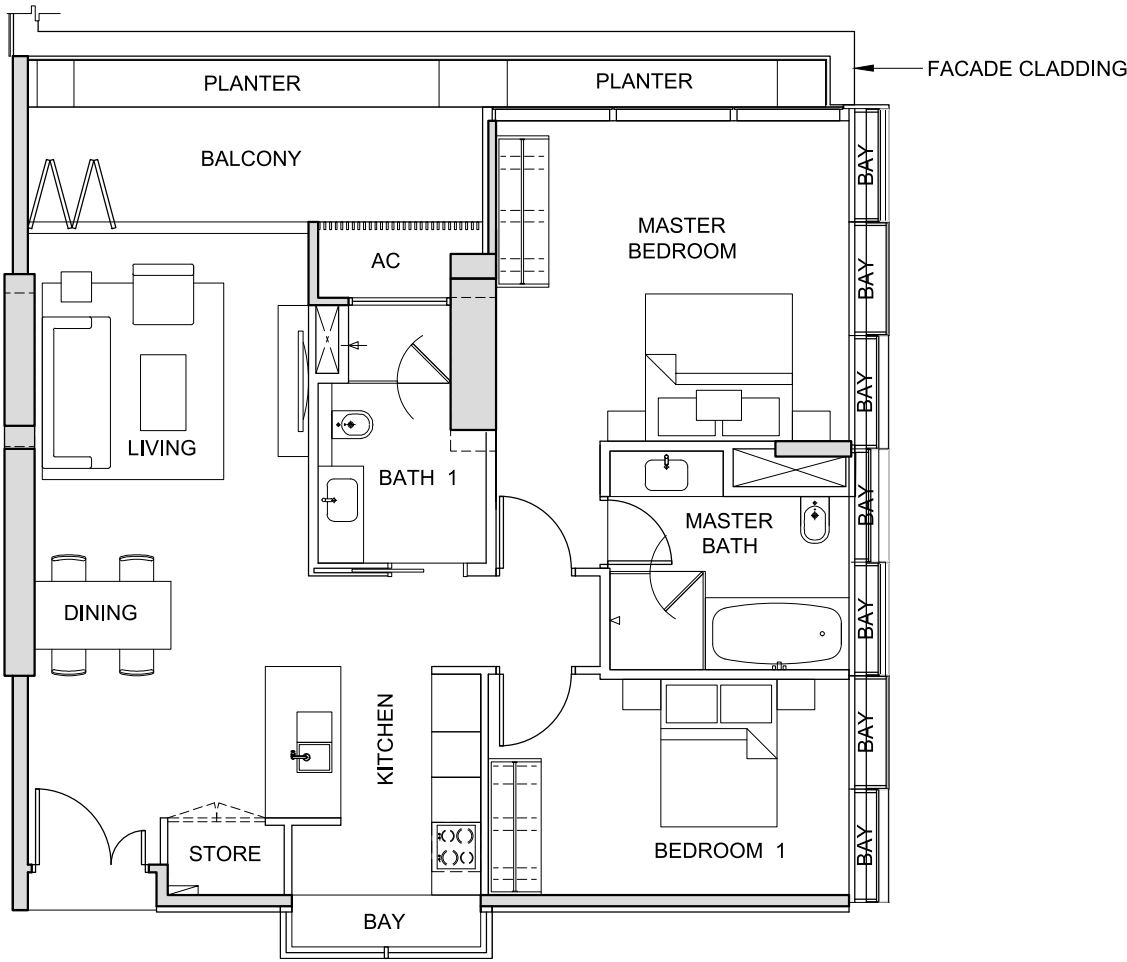 FACADE CLADDING
PLANTER
PLANTER
BALCONY
BAY
MASTER
BEDROOM
AC
BAY
BAY
LIVING
BATH 1
BAY
MASTER
BATH
DINING
BAY
KITCHEN
BAY
STORE
BEDROOM 1
BAY
BAY